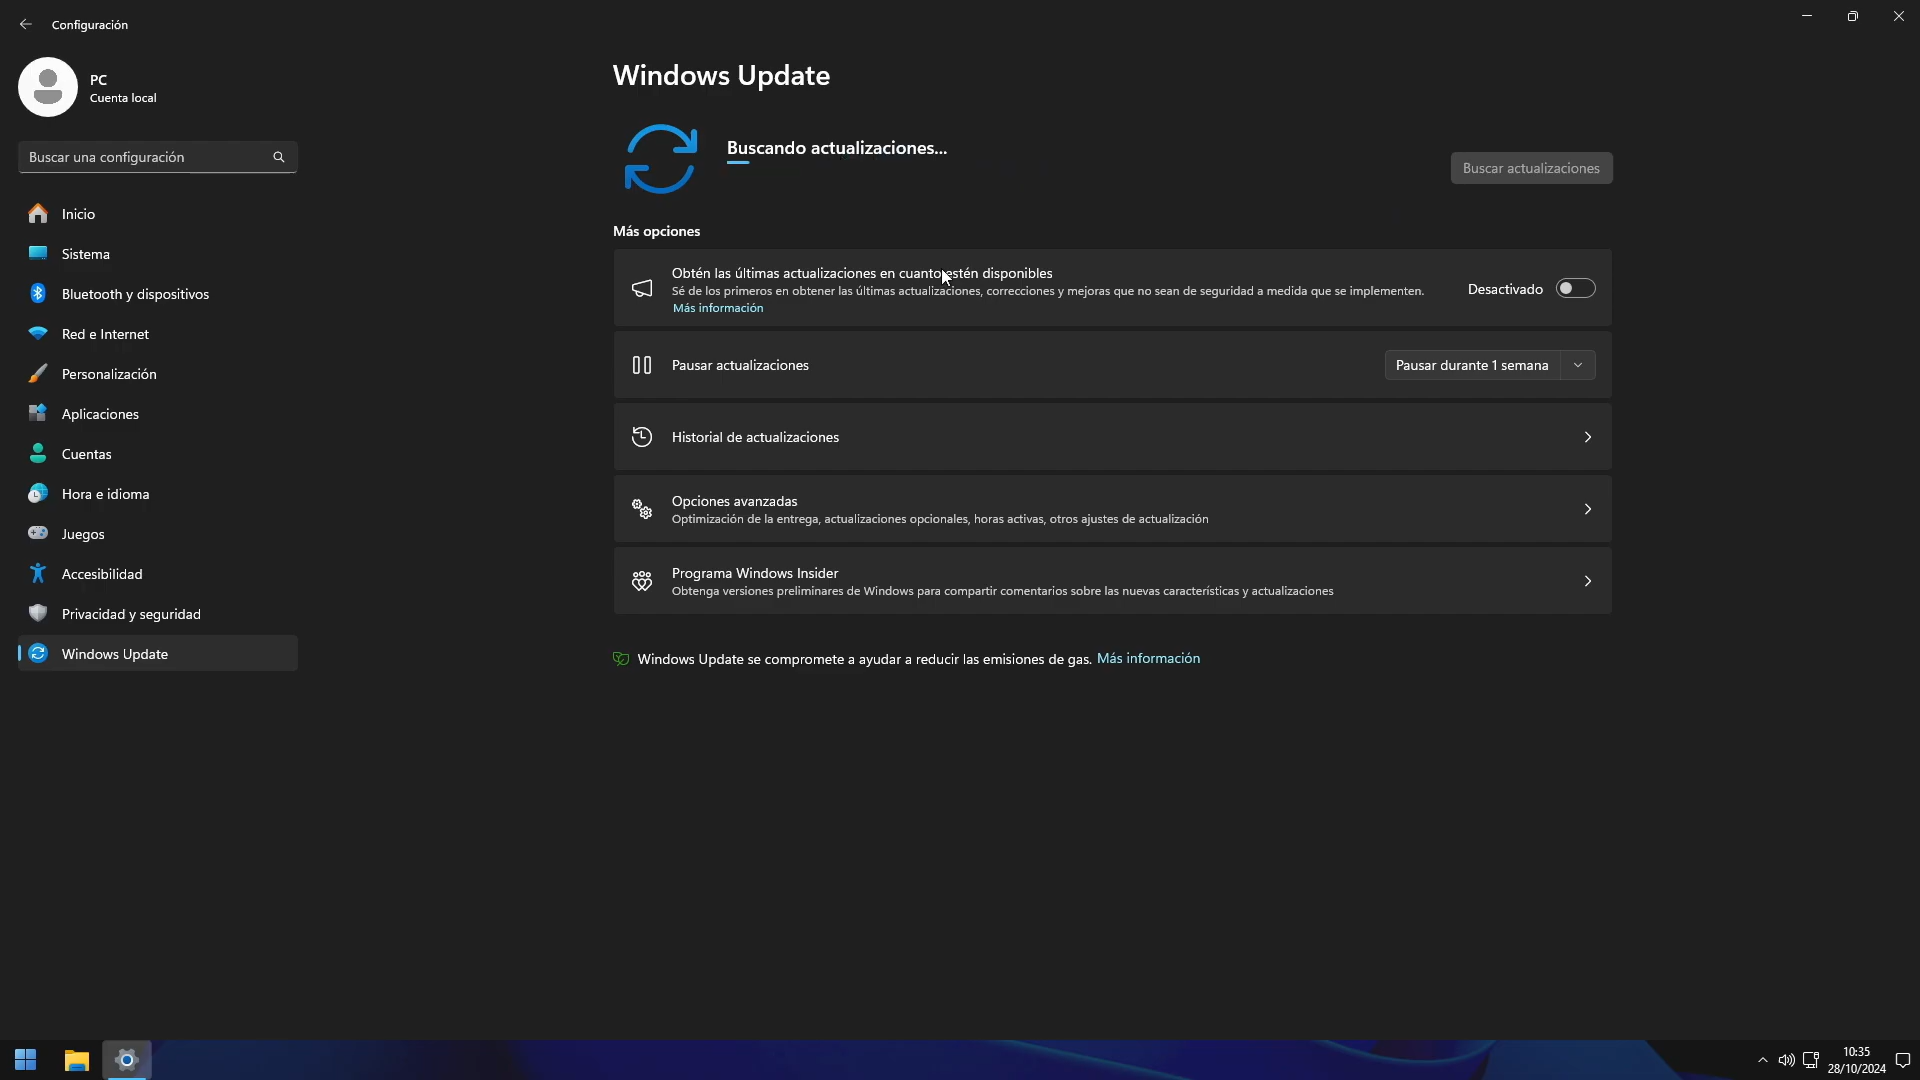 Configuración
PC
Cuenta local
Buscar una configuración
Inicio
Sistema
Bluetooth y dispositivos
Red e Internet
Personalización
Aplicaciones
Cuentas
Hora e idioma
Juegos
Accesibilidad
Privacidad y seguridad
Windows Update
Windows Update
Buscando actualizaciones...
Buscar actualizaciones
Más opciones
Obtén las últimas actualizaciones en cuanto estén disponibles
Sé de los primeros en obtener las últimas actualizaciones, correcciones y mejoras que no sean de seguridad a medida que se implementen.
Más información
Desactivado
Pausar actualizaciones
Pausar durante 1 semana
Historial de actualizaciones
Opciones avanzadas
Optimización de la entrega, actualizaciones opcionales, horas activas, otros ajustes de actualización
Programa Windows Insider
Obtenga versiones preliminares de Windows para compartir comentarios sobre las nuevas características y actualizaciones
Windows Update se compromete a ayudar a reducir las emisiones de gas. Más información
10:35
28/10/2024